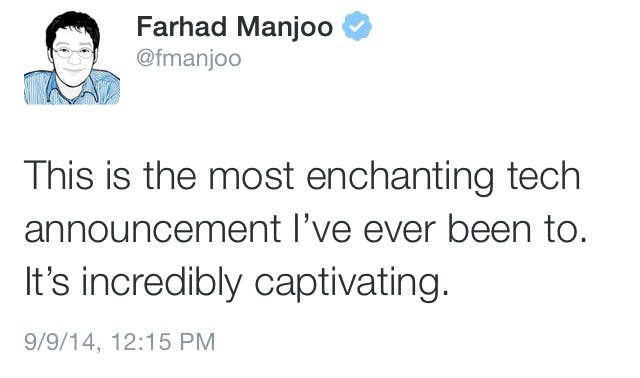 Farhad Manjoo
@fmanjoo
This is the most enchanting tech
announcement I’ve ever been to.
It’s incredibly captivating.
9/9/14, 12:15 PM